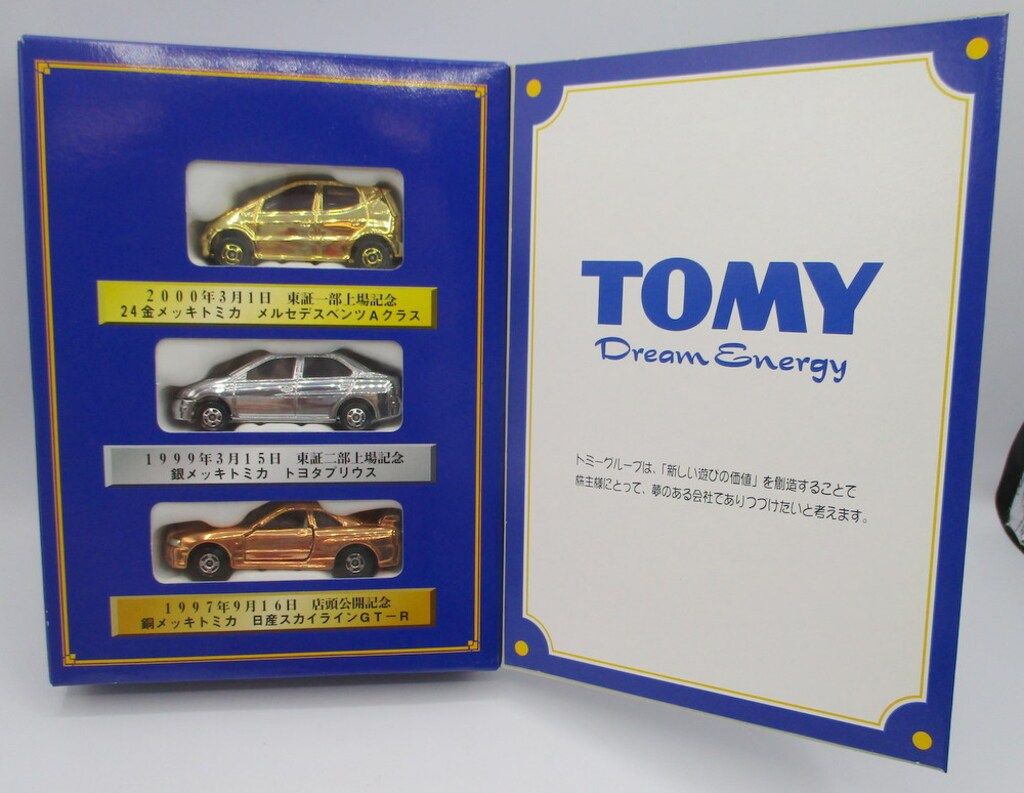 2000年3月1日　東証一部上場記念
24金メッキトミカ　メルセデスベンツAクラス
1999年3月15日　東証二部上場記念
銀メッキトミカ　トヨタプリウス
1997年9月16日　店頭公開記念
銅メッキトミカ　日産スカイラインGT－R
TOMY
Dream Energy
トミーグループは、「新しい遊びの価値」を創造することで
株主様にとって、夢のある会社でありつづけたいと考えます。